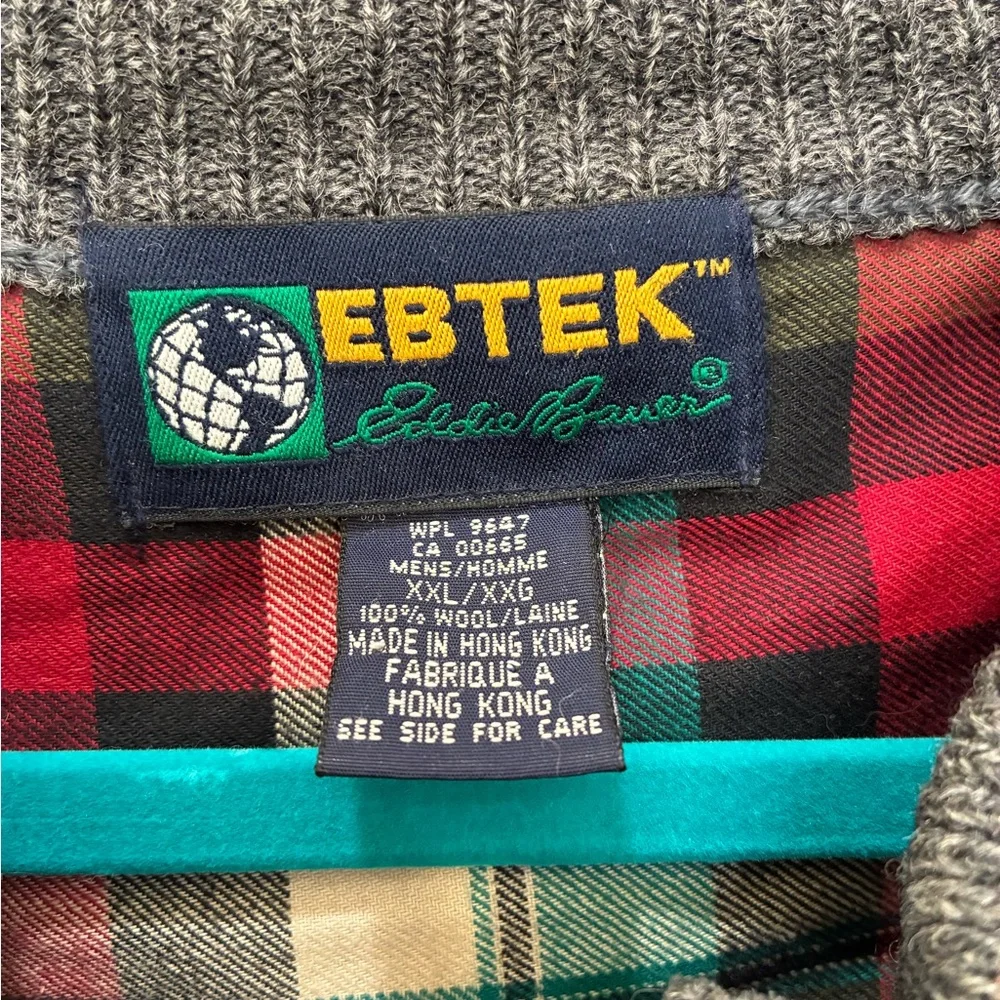 EBTEK™
Eddie Bauer®
WPL 9647
CA 00665
MENS/HOMME
XXL/XXG
100% WOOL/LAINE
MADE IN HONG KONG
FABRIQUE A
HONG KONG
SEE SIDE FOR CARE